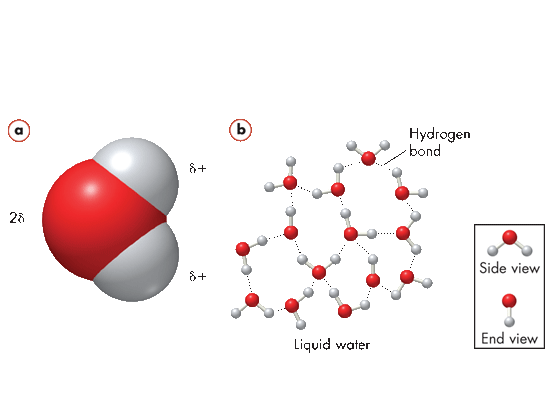 a
b
Hydrogen
bond
δ+
2δ
δ+
Side view
End view
Liquid water